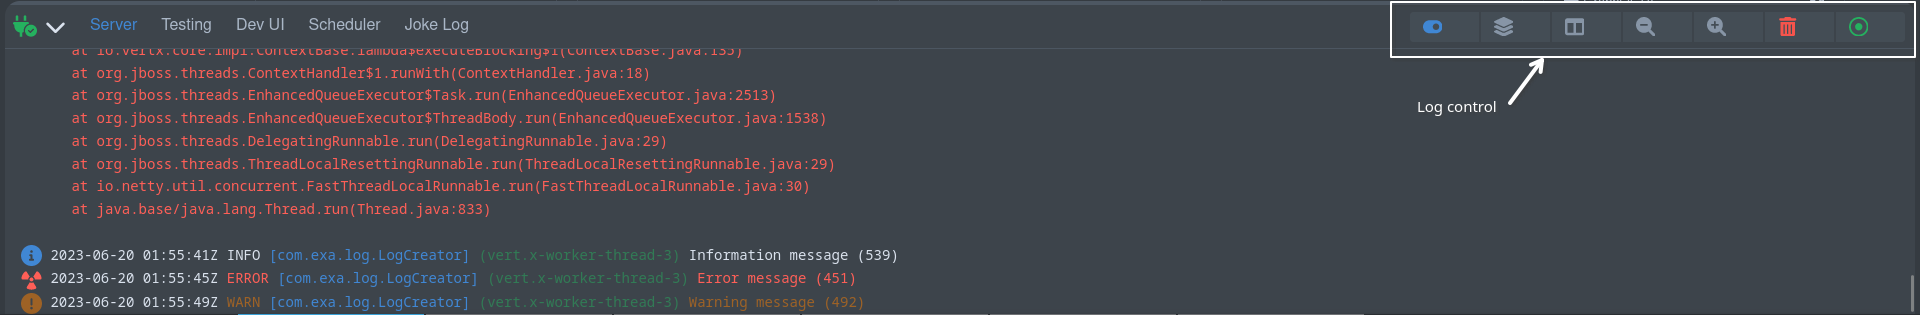 Server Testing Dev UI Scheduler Joke Log
at io.vertx.core.impl.ContextBase.lambda$executeBlocking$1(ContextBase.java:135)
at org.jboss.threads.ContextHandler$1.runWith(ContextHandler.java:18)
at org.jboss.threads.EnhancedQueueExecutor$Task.run(EnhancedQueueExecutor.java:2513)
Log control
at org.jboss.threads.EnhancedQueueExecutor$ThreadBody.run(EnhancedQueueExecutor.java:1538)
at org.jboss.threads.DelegatingRunnable.run(DelegatingRunnable.java:29)
at org.jboss.threads.ThreadLocalResettingRunnable.run(ThreadLocalResettingRunnable.java:29)
at io.netty.util.concurrent.FastThreadLocalRunnable.run(FastThreadLocalRunnable.java:30)
at java.base/java.lang.Thread.run(Thread.java:833)
2023-06-20 01:55:41Z INFO [com.exa.log.LogCreator] (vert.x-worker-thread-3) Information message (539)
2023-06-20 01:55:45Z ERROR [com.exa.log.LogCreator] (vert.x-worker-thread-3) Error message (451)
2023-06-20 01:55:49Z WARN [com.exa.log.LogCreator] (vert.x-worker-thread-3) Warning message (492)